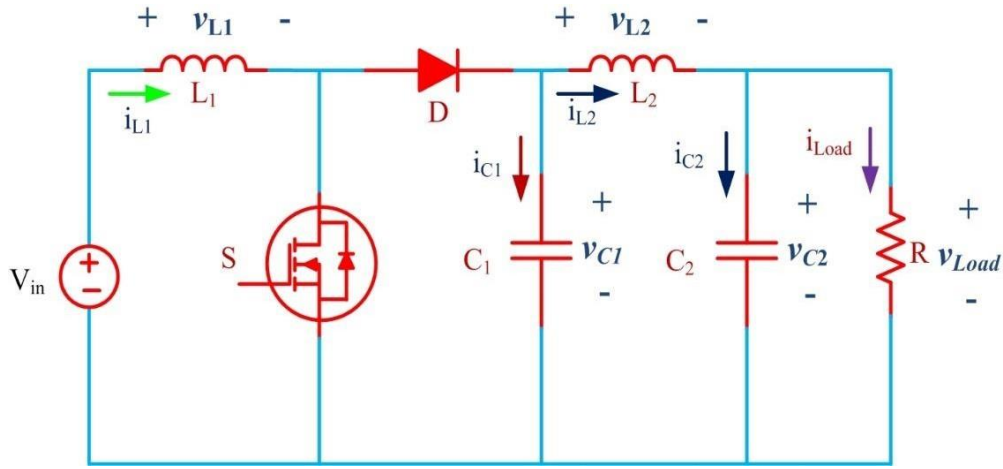 + vL1 -
+ vL2 -
L1
iL1
D
iL2
L2
iC1
iC2
iLoad
S
Vin
C1
+
vC1
-
C2
+
vC2
-
R
+
vLoad
-
+
-